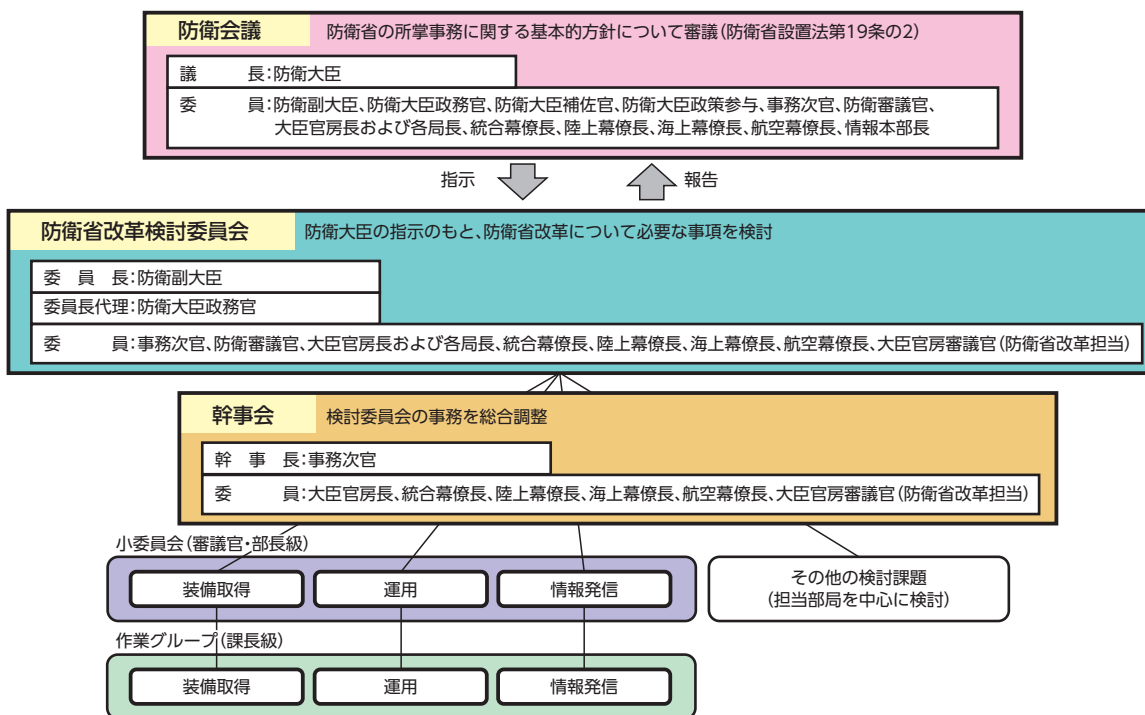 防衛会議 防衛省の所掌事務に関する基本的方針について審議(防衛省設置法第19条の2)
議　　長:防衛大臣
委　　員:防衛副大臣、防衛大臣政務官、防衛大臣補佐官、防衛大臣政策参与、事務次官、防衛審議官、
大臣官房長および各局長、統合幕僚長、陸上幕僚長、海上幕僚長、航空幕僚長、情報本部長
指示 報告
防衛省改革検討委員会 防衛大臣の指示のもと、防衛省改革について必要な事項を検討
委　員　長:防衛副大臣
委員長代理:防衛大臣政務官
委　　員:事務次官、防衛審議官、大臣官房長および各局長、統合幕僚長、陸上幕僚長、海上幕僚長、航空幕僚長、大臣官房審議官(防衛省改革担当)
幹事会 検討委員会の事務を総合調整
幹　事　長:事務次官
委　　員:大臣官房長、統合幕僚長、陸上幕僚長、海上幕僚長、航空幕僚長、大臣官房審議官(防衛省改革担当)
小委員会(審議官・部長級)
装備取得 運用 情報発信
その他の検討課題
(担当部局を中心に検討)
作業グループ(課長級)
装備取得 運用 情報発信